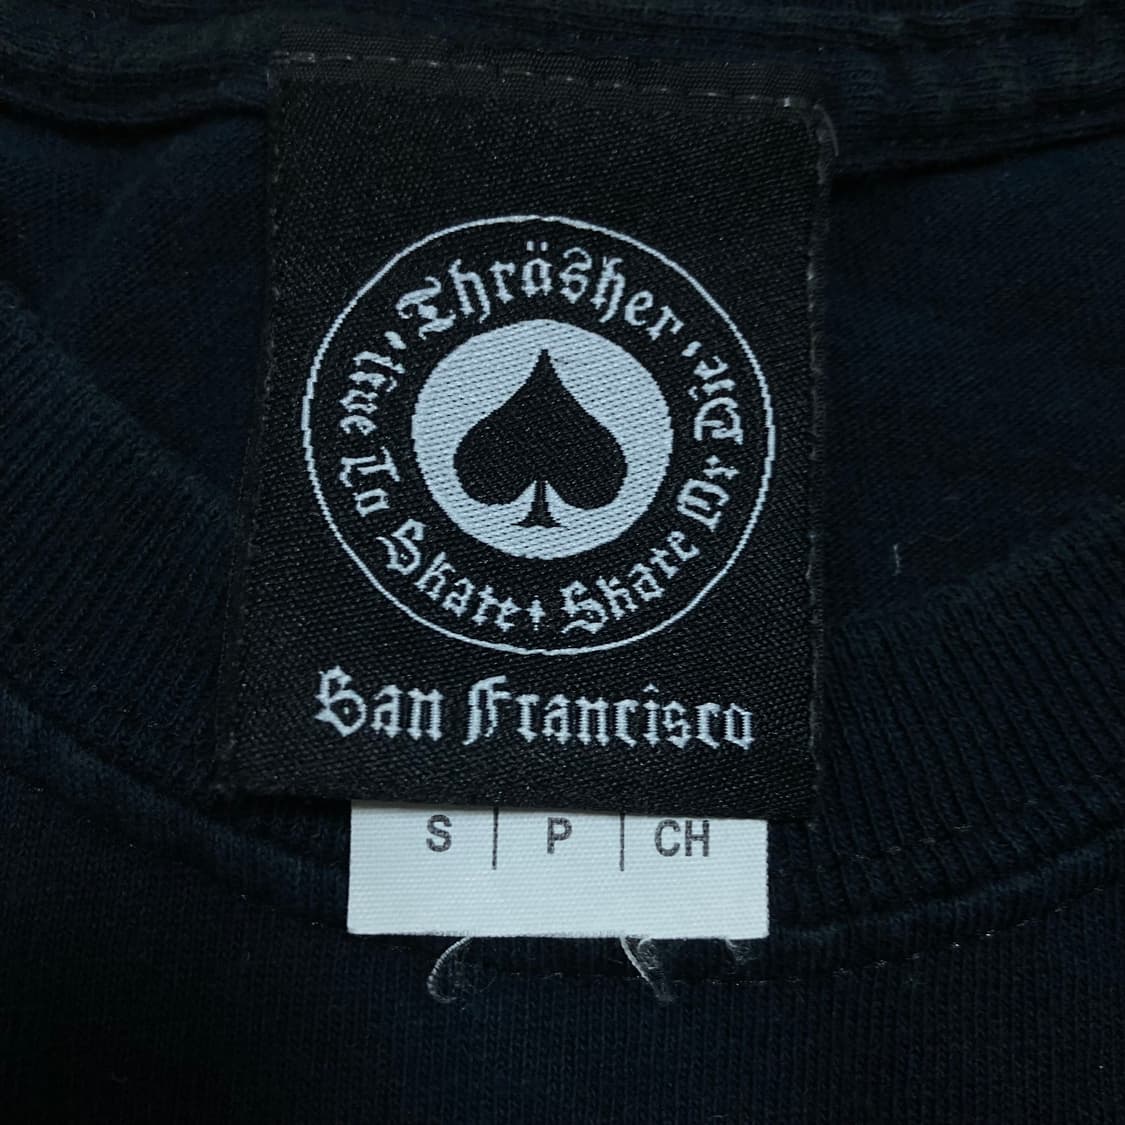 Thräsher
Live To Skate
Skate Or Die
San Francisco
S P CH